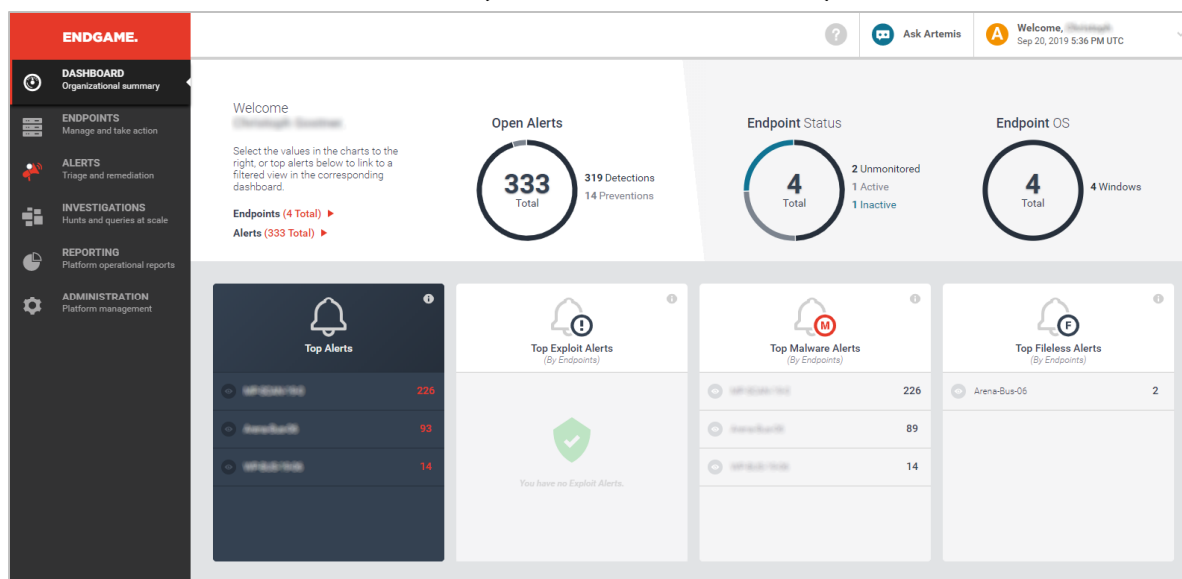 ENDGAME.
?
Ask Artemis
A
Welcome,
Sep 20, 2019 5:36 PM UTC
DASHBOARD
Organizational summary
ENDPOINTS
Manage and take action
ALERTS
Triage and remediation
INVESTIGATIONS
Hunts and queries at scale
REPORTING
Platform operational reports
ADMINISTRATION
Platform management
Welcome
Select the values in the charts to the
right, or top alerts below to link to a
filtered view in the corresponding
dashboard.
Endpoints (4 Total)
Alerts (333 Total)
Open Alerts
333
Total
319 Detections
14 Preventions
Endpoint Status
4
Total
2 Unmonitored
1 Active
1 Inactive
Endpoint OS
4
Total
4 Windows
Top Alerts
226
93
14
Top Exploit Alerts
(By Endpoints)
You have no Exploit Alerts.
M
Top Malware Alerts
(By Endpoints)
226
89
14
F
Top Fileless Alerts
(By Endpoints)
Arena-Bus-06 2